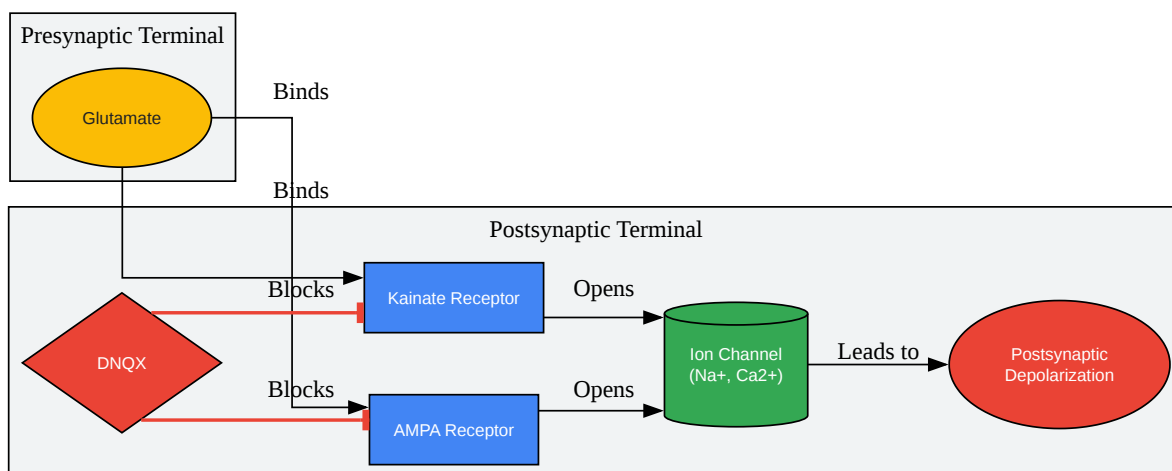 Presynaptic Terminal
Glutamate
Binds
Binds
Postsynaptic Terminal
Blocks
Kainate Receptor
Opens
DNQX
Ion Channel
(Na+, Ca2+)
Leads to
Postsynaptic
Depolarization
Blocks
AMPA Receptor
Opens